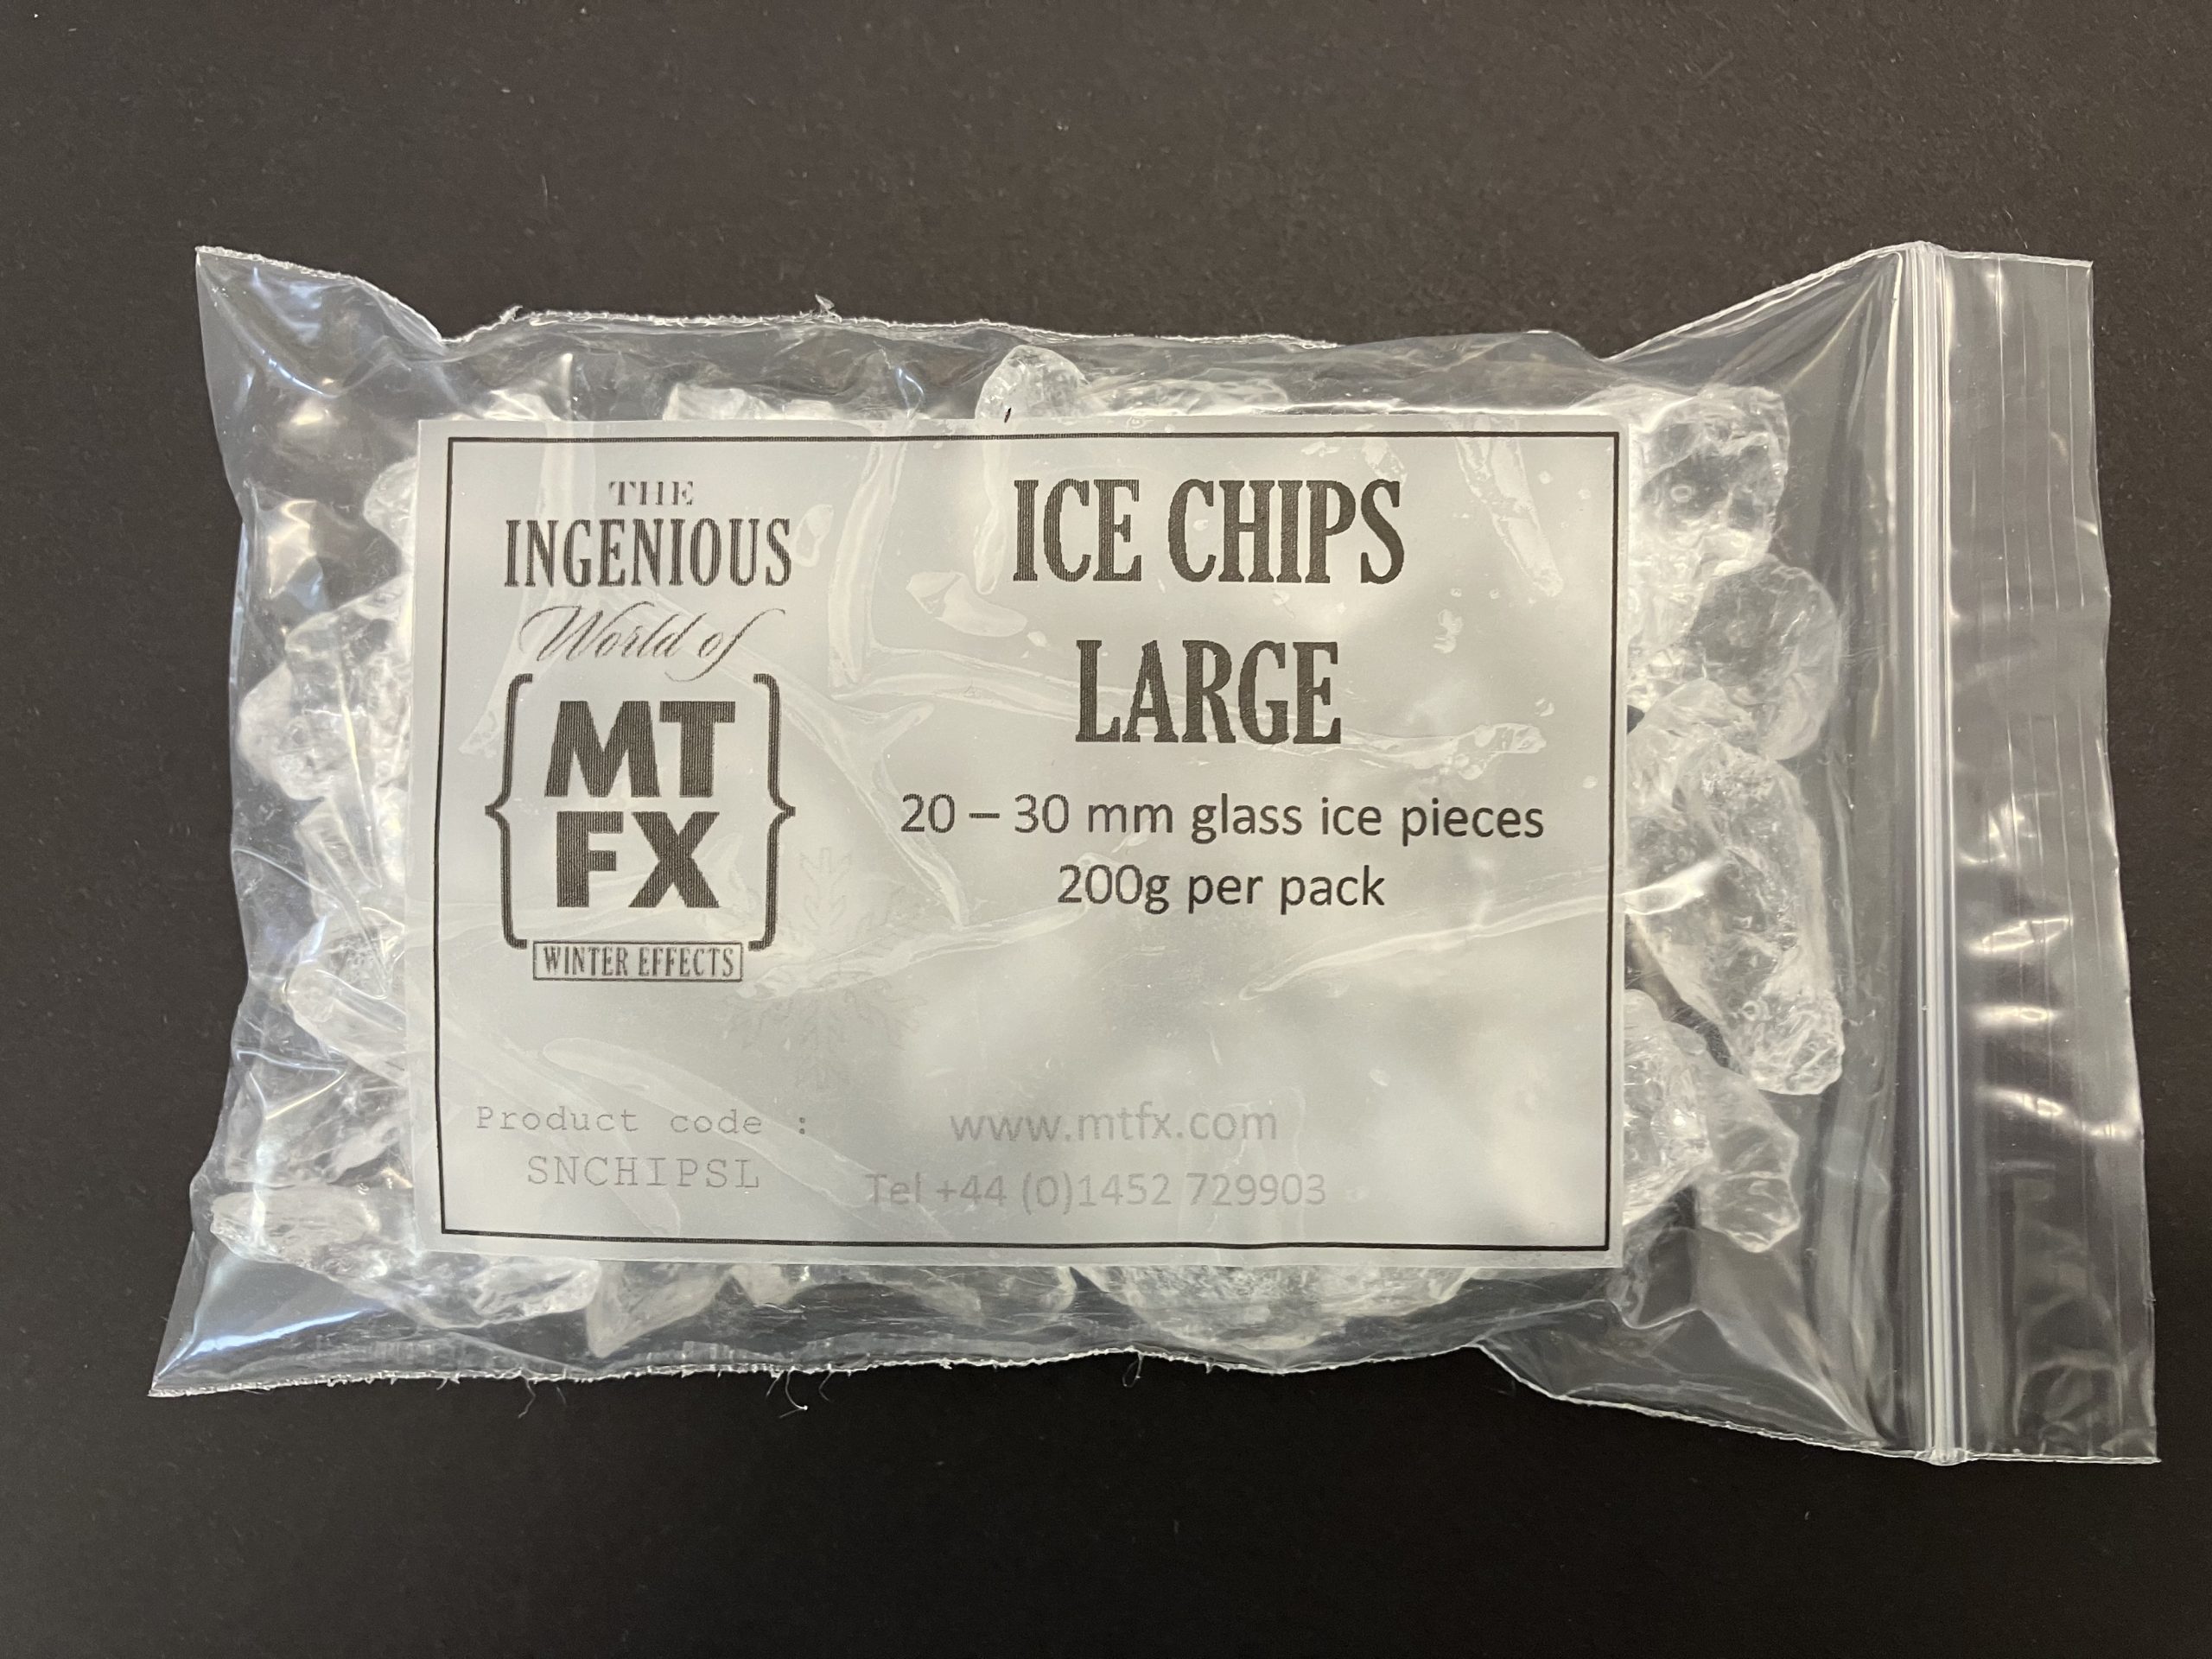 THE
INGENIOUS
World of
MT
FX
WINTER EFFECTS
ICE CHIPS
LARGE
20 – 30 mm glass ice pieces
200g per pack
Product code :
SNCHIPSL
www.mtfx.com
Tel +44 (0)1452 729903